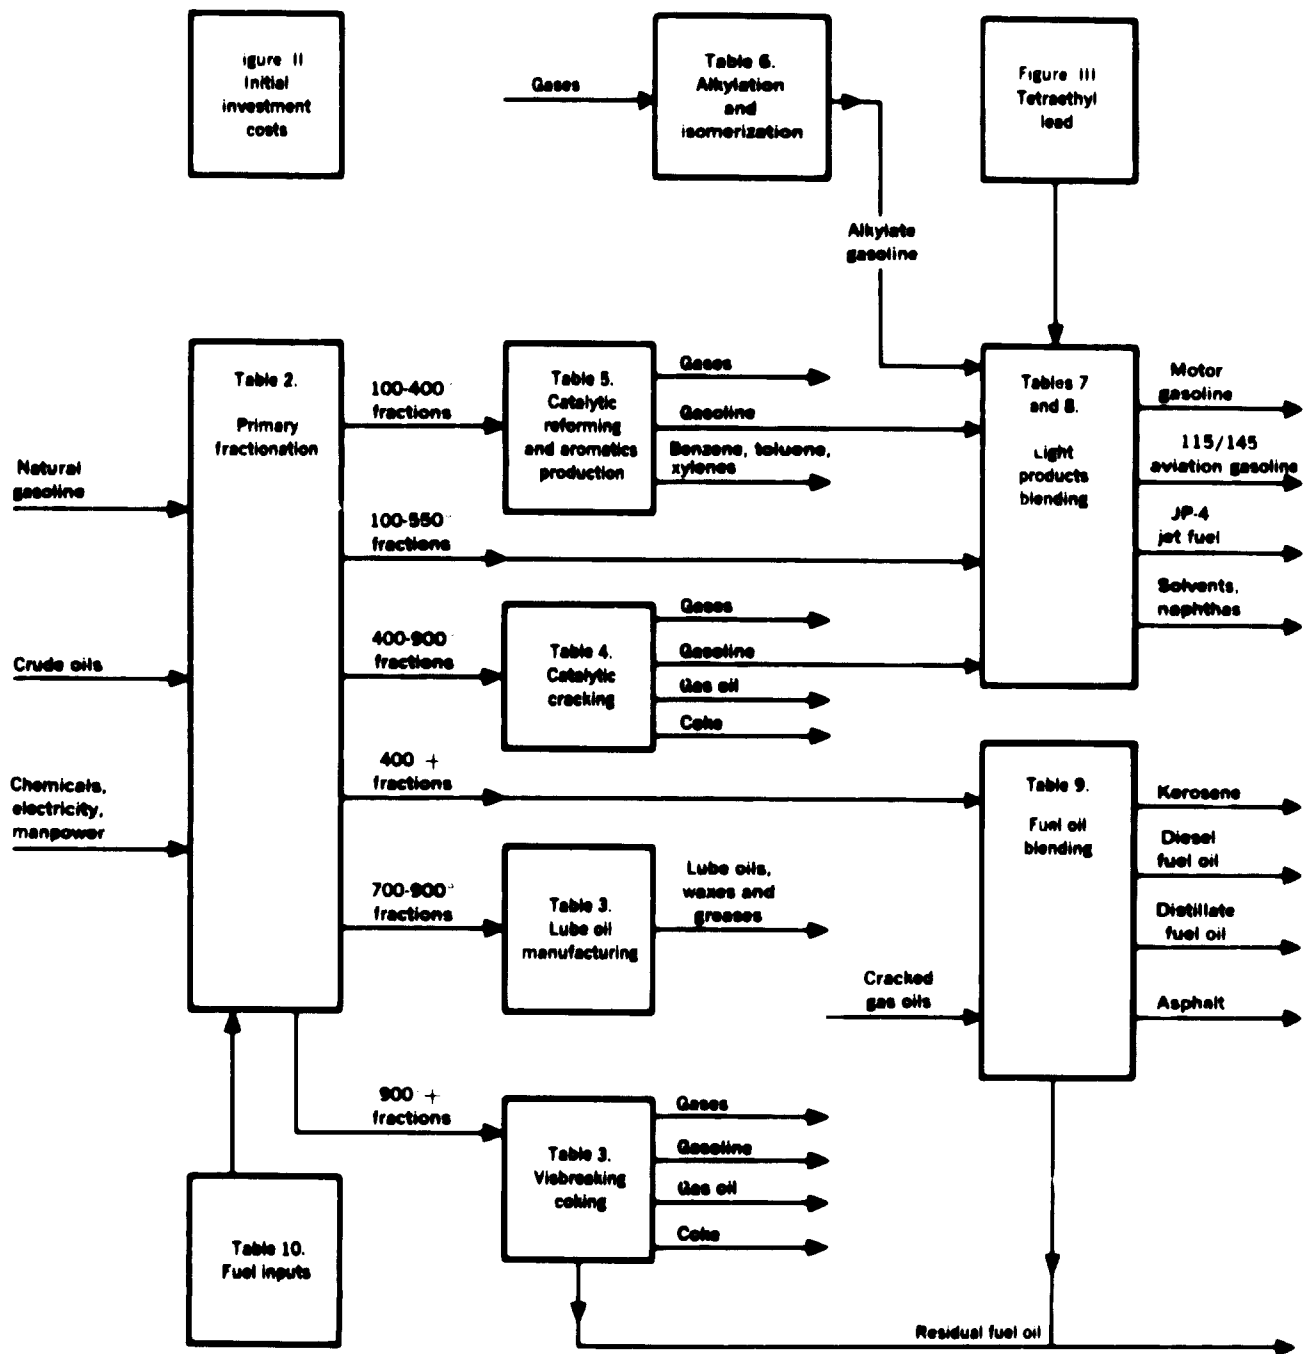 igure II
Initial
investment
costs
Gases
Table 6.
Alkylation
and
isomerization
Figure III
Tetraethyl
lead
Alkylate
gasoline
Natural
gasoline
Crude oils
Chemicals,
electricity,
manpower
Table 2.
Primary
fractionation
100-400
fractions
100-550
fractions
400-900
fractions
400 +
fractions
700-900
fractions
900 +
fractions
Table 5.
Catalytic
reforming
and aromatics
production
Gases
Gasoline
Benzene, toluene,
xylenes
Table 4.
Catalytic
cracking
Gases
Gasoline
Gas oil
Coke
Table 3.
Lube oil
manufacturing
Lube oils,
waxes and
greases
Table 3.
Visbreaking
coking
Gases
Gasoline
Gas oil
Coke
Tables 7
and 8.
Light
products
blending
Motor
gasoline
115/145
aviation gasoline
JP-4
jet fuel
Solvents,
naphthas
Cracked
gas oils
Table 9.
Fuel oil
blending
Kerosene
Diesel
fuel oil
Distillate
fuel oil
Asphalt
Table 10.
Fuel inputs
Residual fuel oil